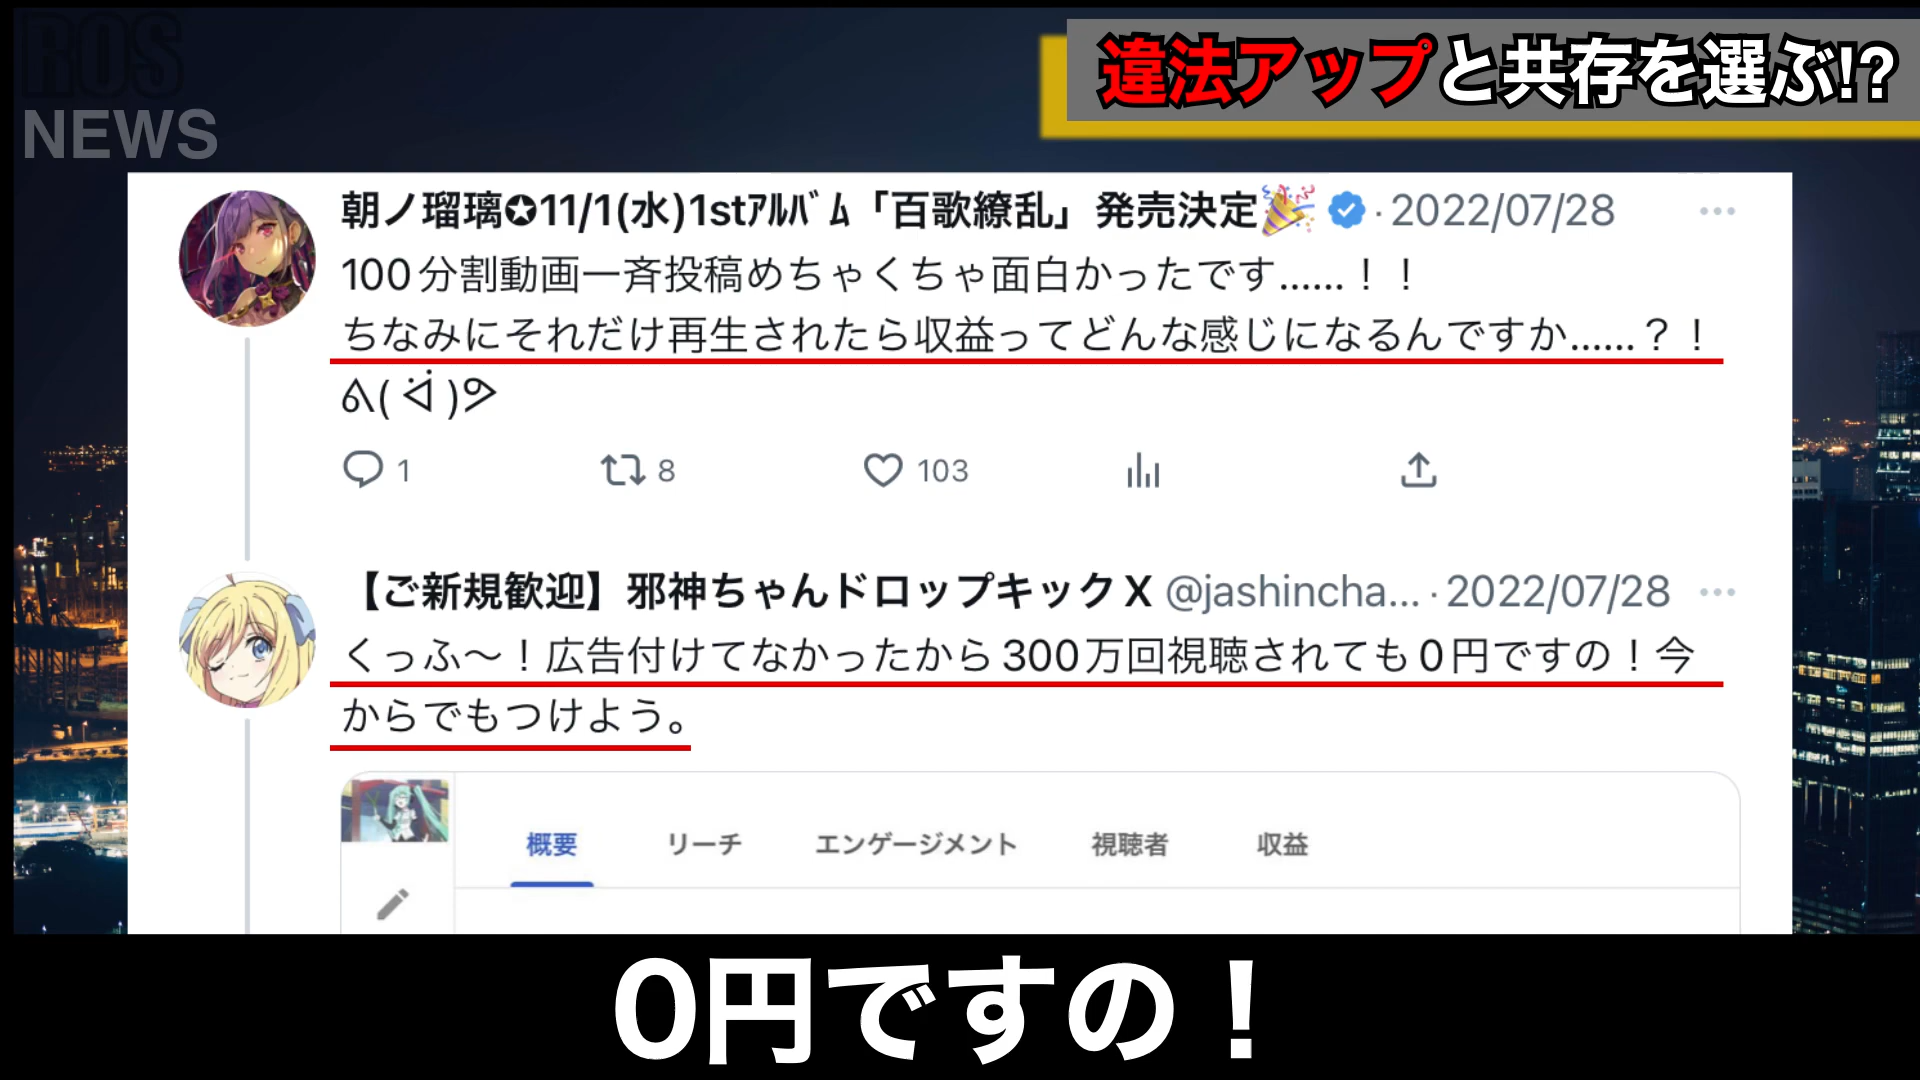 ROS
NEWS
違法アップと共存を選ぶ!?
朝ノ瑠璃✪11/1(水)1stｱﾙﾊﾞﾑ「百歌繚乱」発売決定🎉 · 2022/07/28
100分割動画一斉投稿めちゃくちゃ面白かったです......！！
ちなみにそれだけ再生されたら収益ってどんな感じになるんですか......？！
ᕕ( ᐛ )ᕗ
1 8 103
【ご新規歓迎】邪神ちゃんドロップキックX @jashincha... · 2022/07/28
くっふ〜！広告付けてなかったから300万回視聴されても0円ですの！今
からでもつけよう。
概要 リーチ エンゲージメント 視聴者 収益
0円ですの！